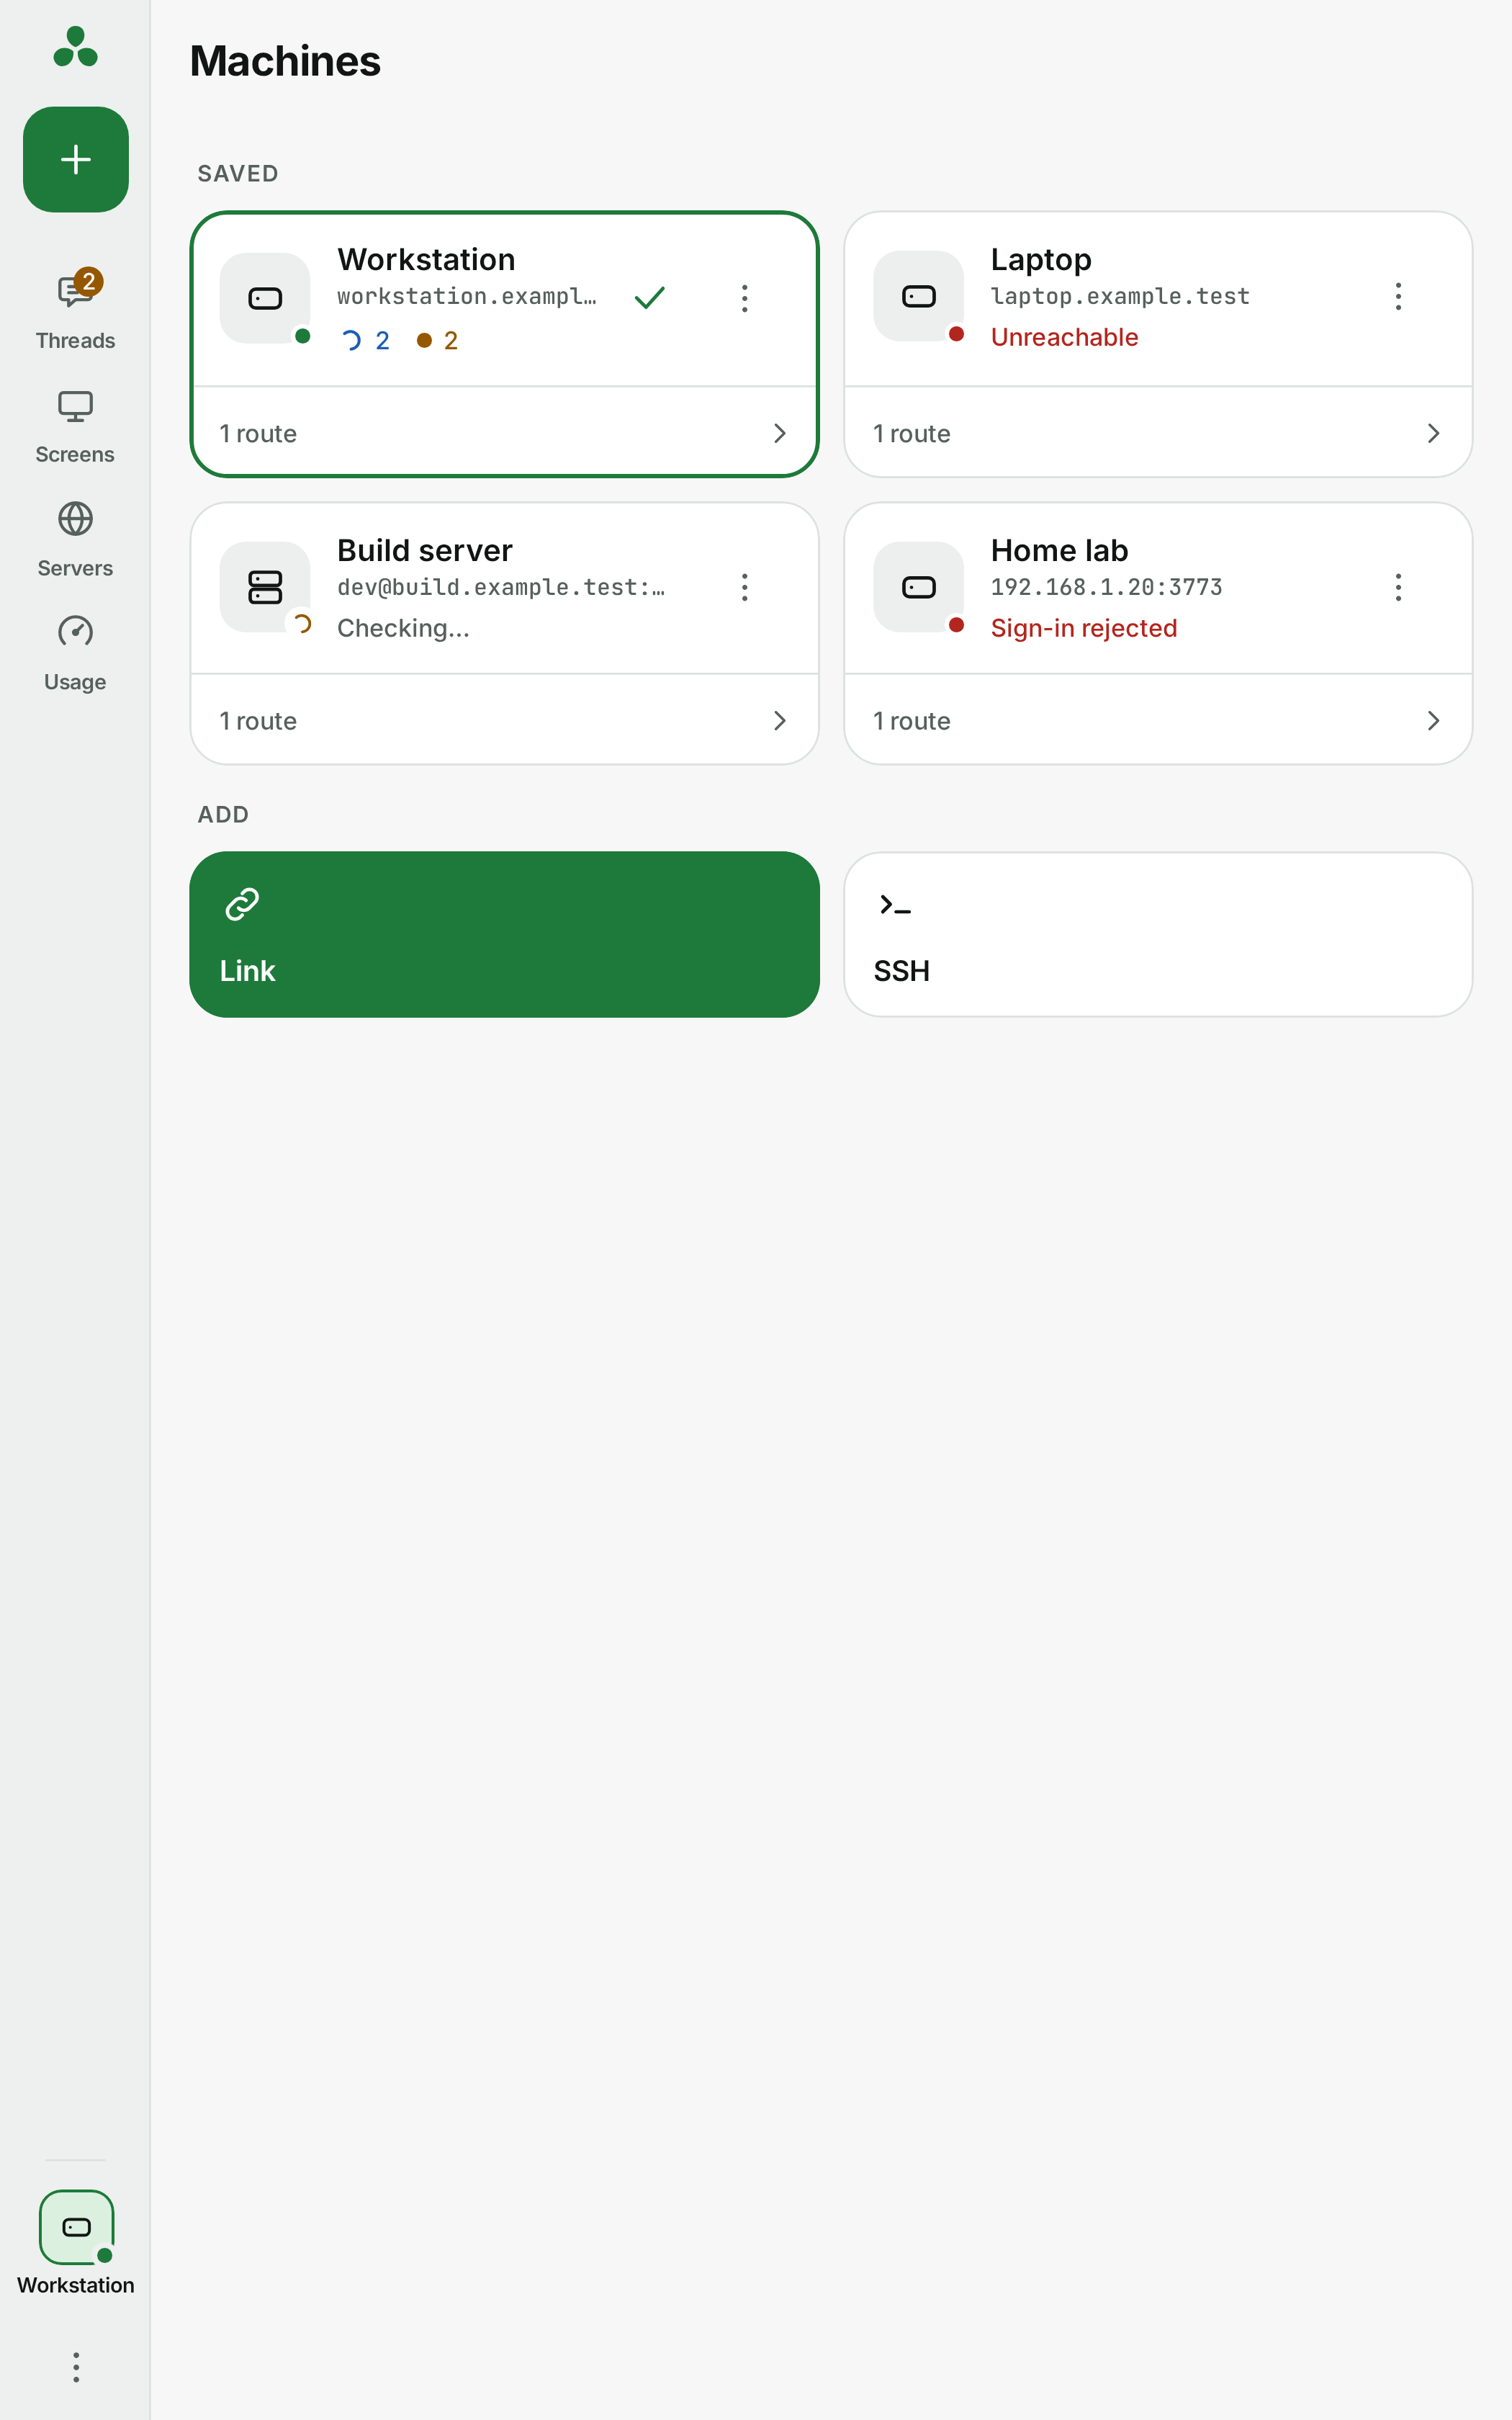 Machines
SAVED
2
Threads
Screens
Servers
Usage
Workstation
workstation.exampl…
2 2
1 route
Laptop
laptop.example.test
Unreachable
1 route
Build server
dev@build.example.test:…
Checking…
1 route
Home lab
192.168.1.20:3773
Sign-in rejected
1 route
ADD
Link
SSH
Workstation